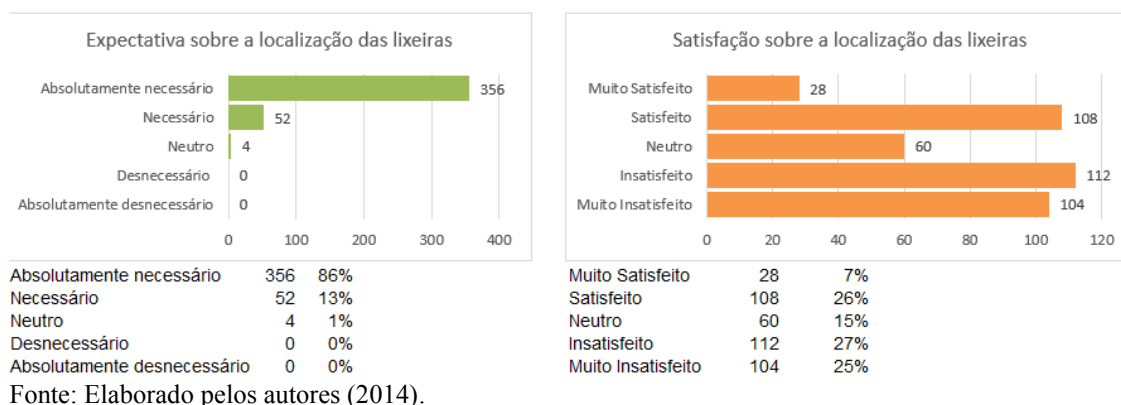 Expectativa sobre a localização das lixeiras
Absolutamente necessário 356
Necessário 52
Neutro 4
Desnecessário 0
Absolutamente desnecessário 0
0 100 200 300 400
Absolutamente necessário 356 86%
Necessário 52 13%
Neutro 4 1%
Desnecessário 0 0%
Absolutamente desnecessário 0 0%
Satisfação sobre a localização das lixeiras
Muito Satisfeito 28
Satisfeito 108
Neutro 60
Insatisfeito 112
Muito Insatisfeito 104
0 20 40 60 80 100 120
Muito Satisfeito 28 7%
Satisfeito 108 26%
Neutro 60 15%
Insatisfeito 112 27%
Muito Insatisfeito 104 25%
Fonte: Elaborado pelos autores (2014).